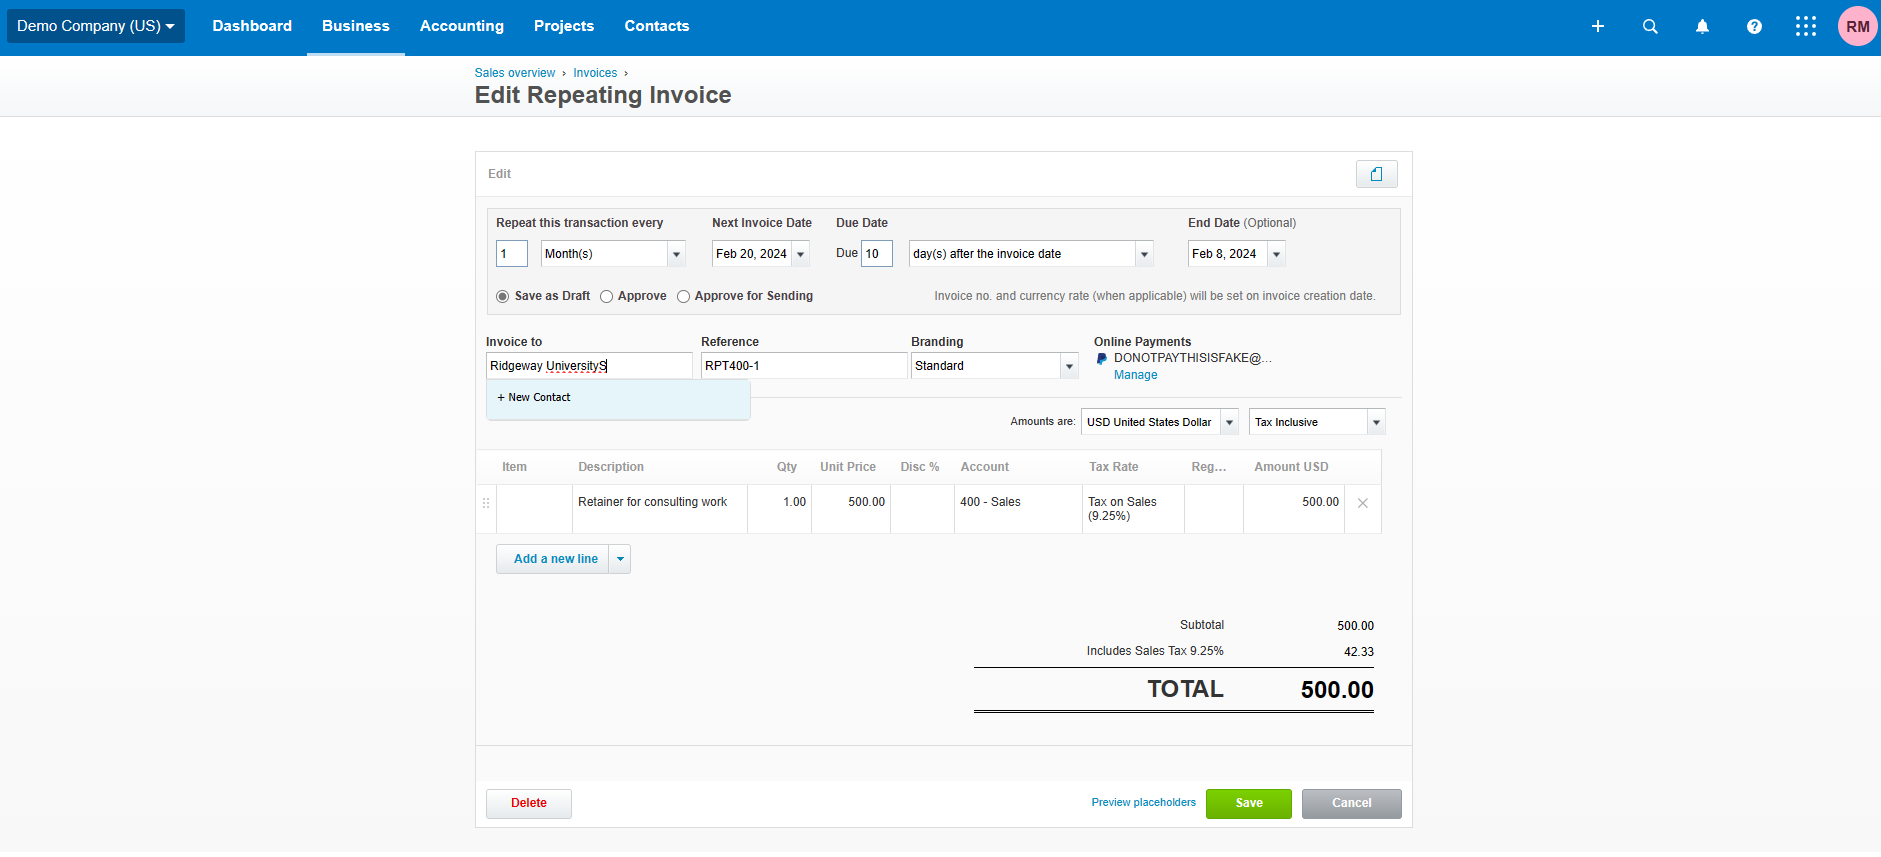 Demo Company (US)
Dashboard
Business
Accounting
Projects
Contacts
RM
Sales overview › Invoices ›
Edit Repeating Invoice
Edit
Repeat this transaction every
Next Invoice Date
Due Date
End Date (Optional)
1
Month(s)
Feb 20, 2024
Due
10
day(s) after the invoice date
Feb 8, 2024
Save as Draft
Approve
Approve for Sending
Invoice no. and currency rate (when applicable) will be set on invoice creation date.
Invoice to
Reference
Branding
Online Payments
Ridgeway UniversityS
RPT400-1
Standard
DONOTPAYTHISISFAKE@...
Manage
+ New Contact
Amounts are:
USD United States Dollar
Tax Inclusive
Item
Description
Qty
Unit Price
Disc %
Account
Tax Rate
Reg...
Amount USD
Retainer for consulting work
1.00
500.00
400 - Sales
Tax on Sales
(9.25%)
500.00
Add a new line
Subtotal
500.00
Includes Sales Tax 9.25%
42.33
TOTAL
500.00
Delete
Preview placeholders
Save
Cancel